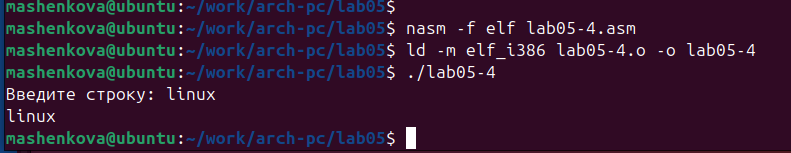 mashenkova@ubuntu:~/work/arch-pc/lab05$
mashenkova@ubuntu:~/work/arch-pc/lab05$ nasm -f elf lab05-4.asm
mashenkova@ubuntu:~/work/arch-pc/lab05$ ld -m elf_i386 lab05-4.o -o lab05-4
mashenkova@ubuntu:~/work/arch-pc/lab05$ ./lab05-4
Введите строку: linux
linux
mashenkova@ubuntu:~/work/arch-pc/lab05$